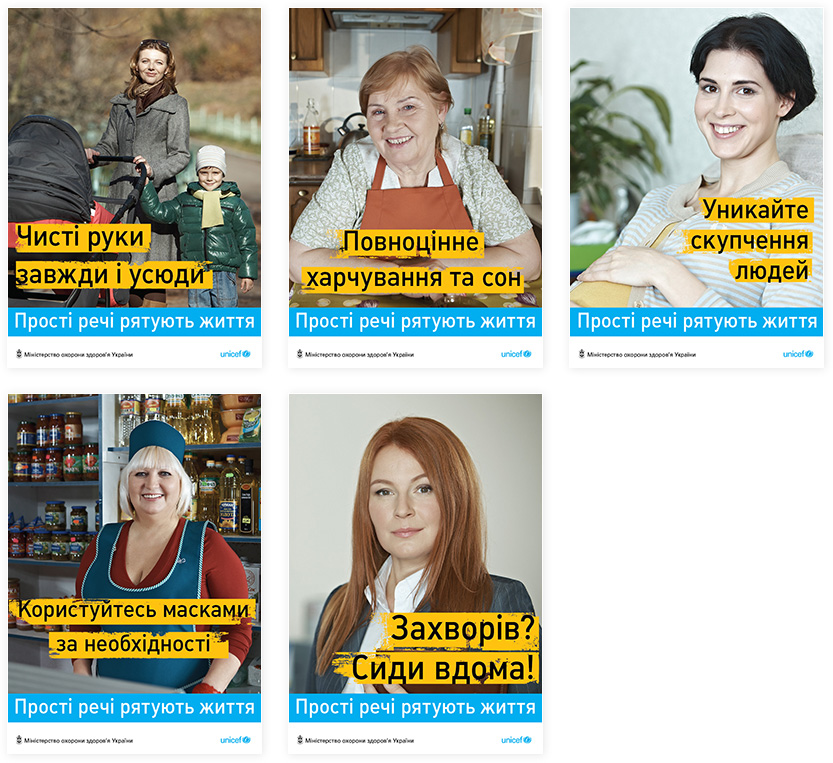 Чисті руки
завжди і усюди
Прості речі рятують життя
Міністерство охорони здоров'я України
unicef
Повноцінне
харчування та сон
Прості речі рятують життя
Міністерство охорони здоров'я України
unicef
Уникайте
скупчення
людей
Прості речі рятують життя
Міністерство охорони здоров'я України
unicef
Користуйтесь масками
за необхідності
Прості речі рятують життя
Міністерство охорони здоров'я України
unicef
Захворів?
Сиди вдома!
Прості речі рятують життя
Міністерство охорони здоров'я України
unicef